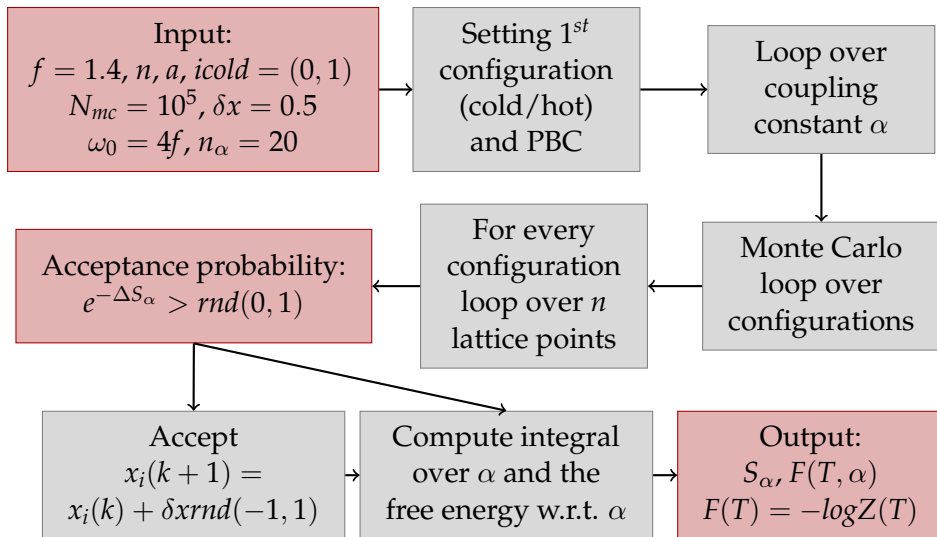 Input:
f = 1.4, n, a, icold = (0, 1)
N_mc = 10^5, δx = 0.5
ω_0 = 4f, n_α = 20
Setting 1^st
configuration
(cold/hot)
and PBC
Loop over
coupling
constant α
Monte Carlo
loop over
configurations
For every
configuration
loop over n
lattice points
Acceptance probability:
e^{-ΔS_α} > rnd(0, 1)
Accept
x_i(k + 1) =
x_i(k) + δxrnd(−1, 1)
Compute integral
over α and the
free energy w.r.t. α
Output:
S_α, F(T, α)
F(T) = −logZ(T)